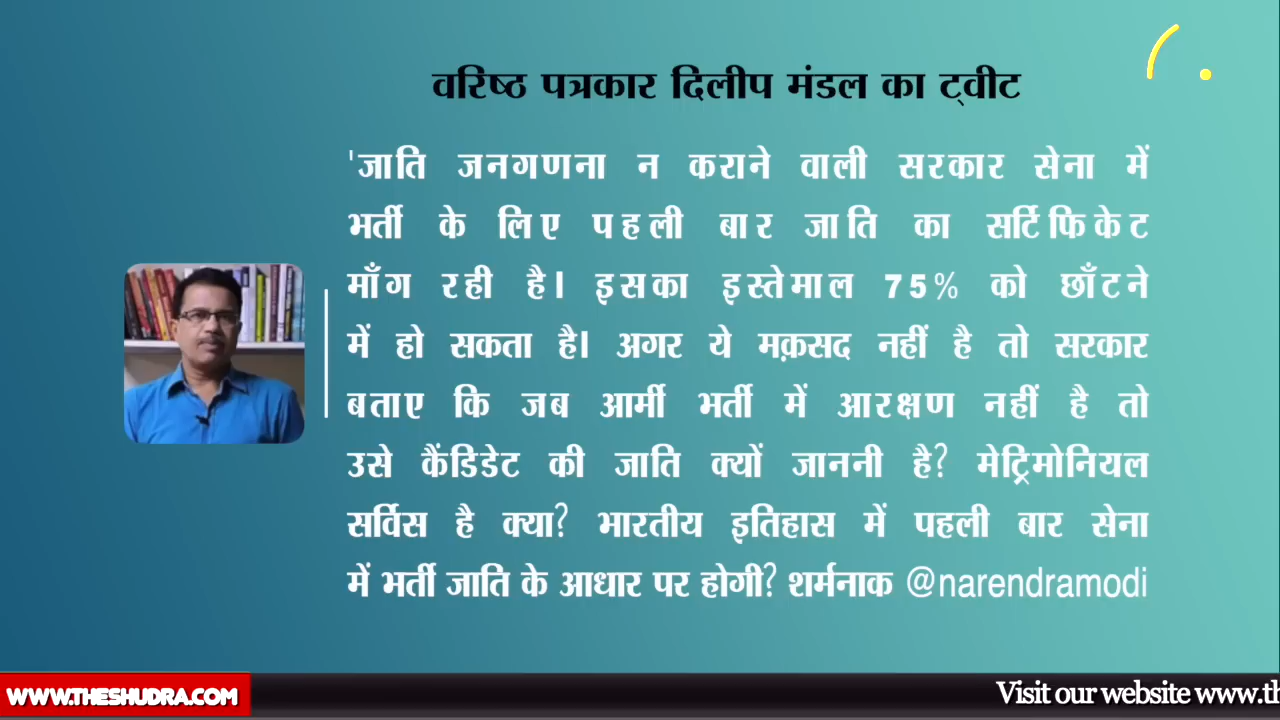 वरिष्ठ पत्रकार दिलीप मंडल का ट्वीट
'जाति जनगणना न कराने वाली सरकार सेना में
भर्ती के लिए पहली बार जाति का सर्टिफिकेट
माँग रही है। इसका इस्तेमाल 75% को छाँटने
में हो सकता है। अगर ये मक़सद नहीं है तो सरकार
बताए कि जब आर्मी भर्ती में आरक्षण नहीं है तो
उसे कैंडिडेट की जाति क्यों जाननी है? मेट्रिमोनियल
सर्विस है क्या? भारतीय इतिहास में पहली बार सेना
में भर्ती जाति के आधार पर होगी? शर्मनाक @narendramodi
WWW.THESHUDRA.COM
Visit our website www.th